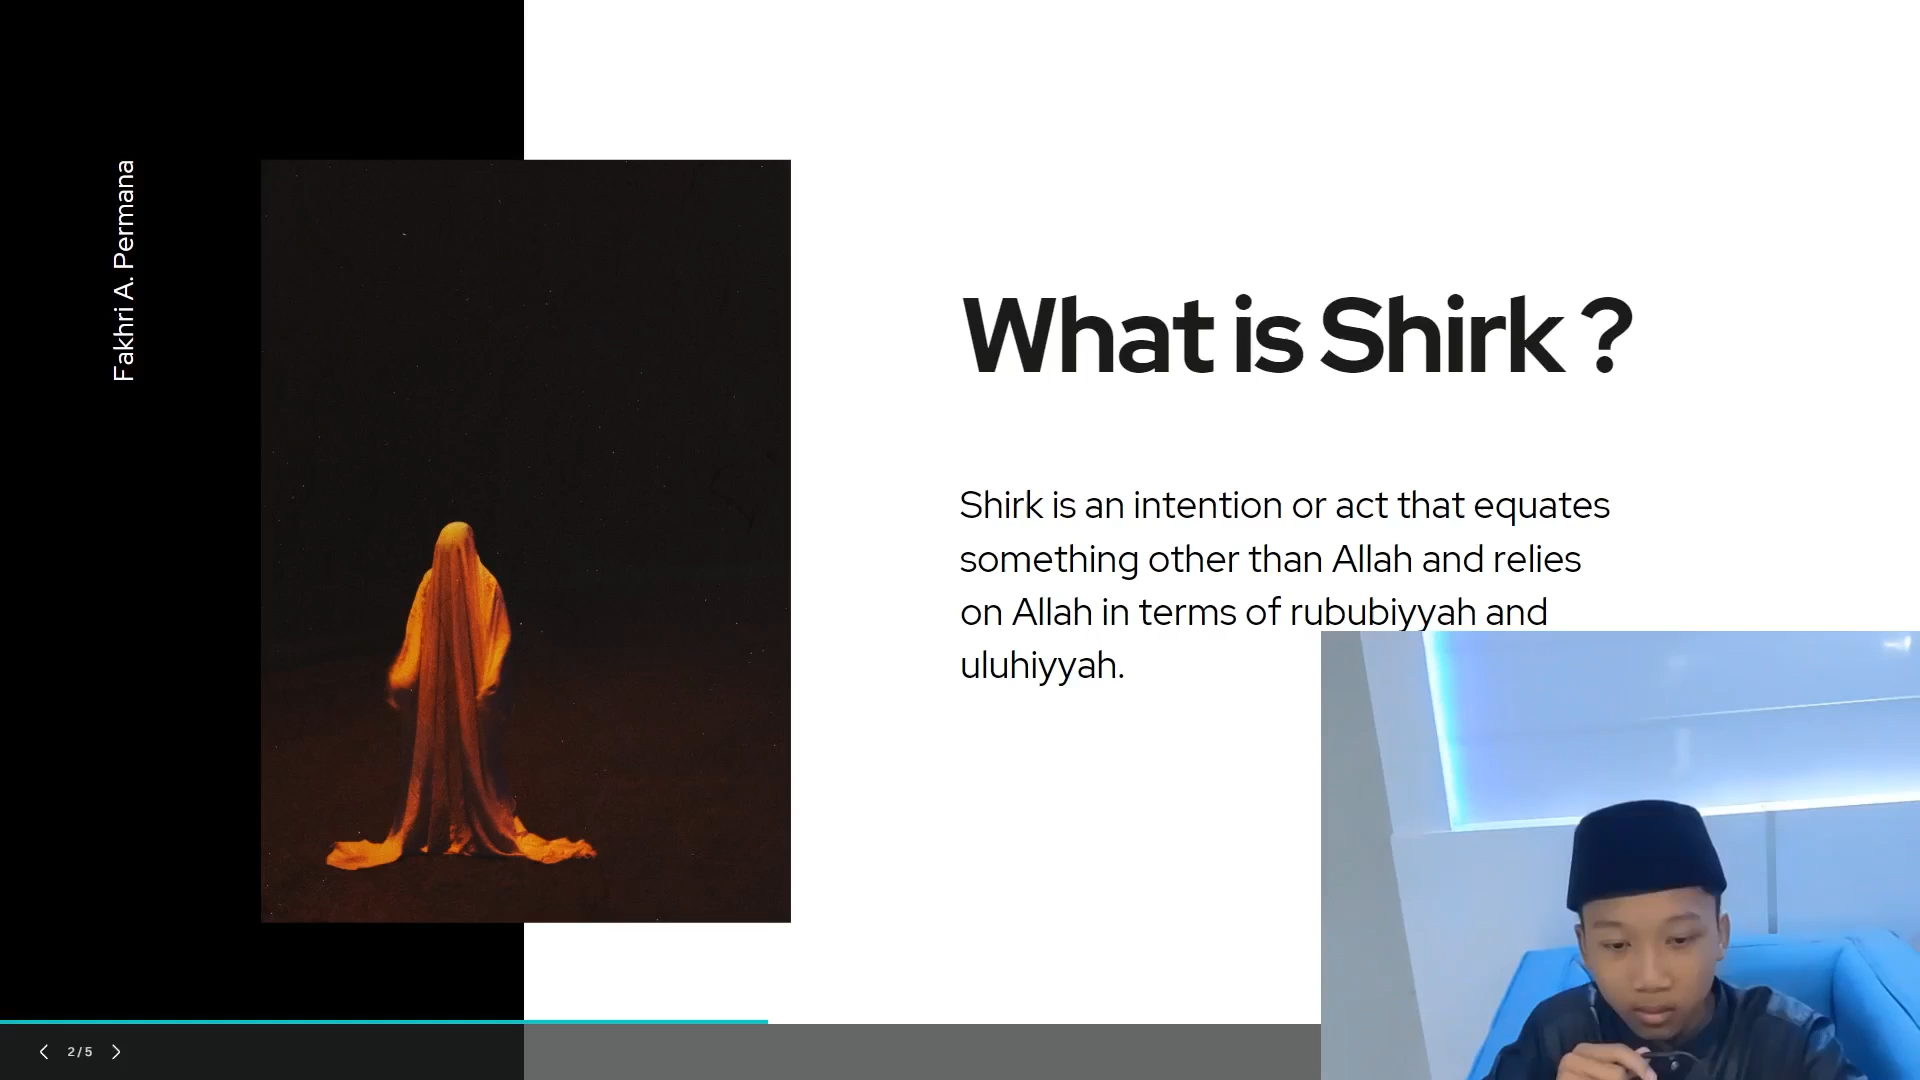 Fakhri A. Permana
What is Shirk ?
Shirk is an intention or act that equates
something other than Allah and relies
on Allah in terms of rububiyyah and
uluhiyyah.
2/5